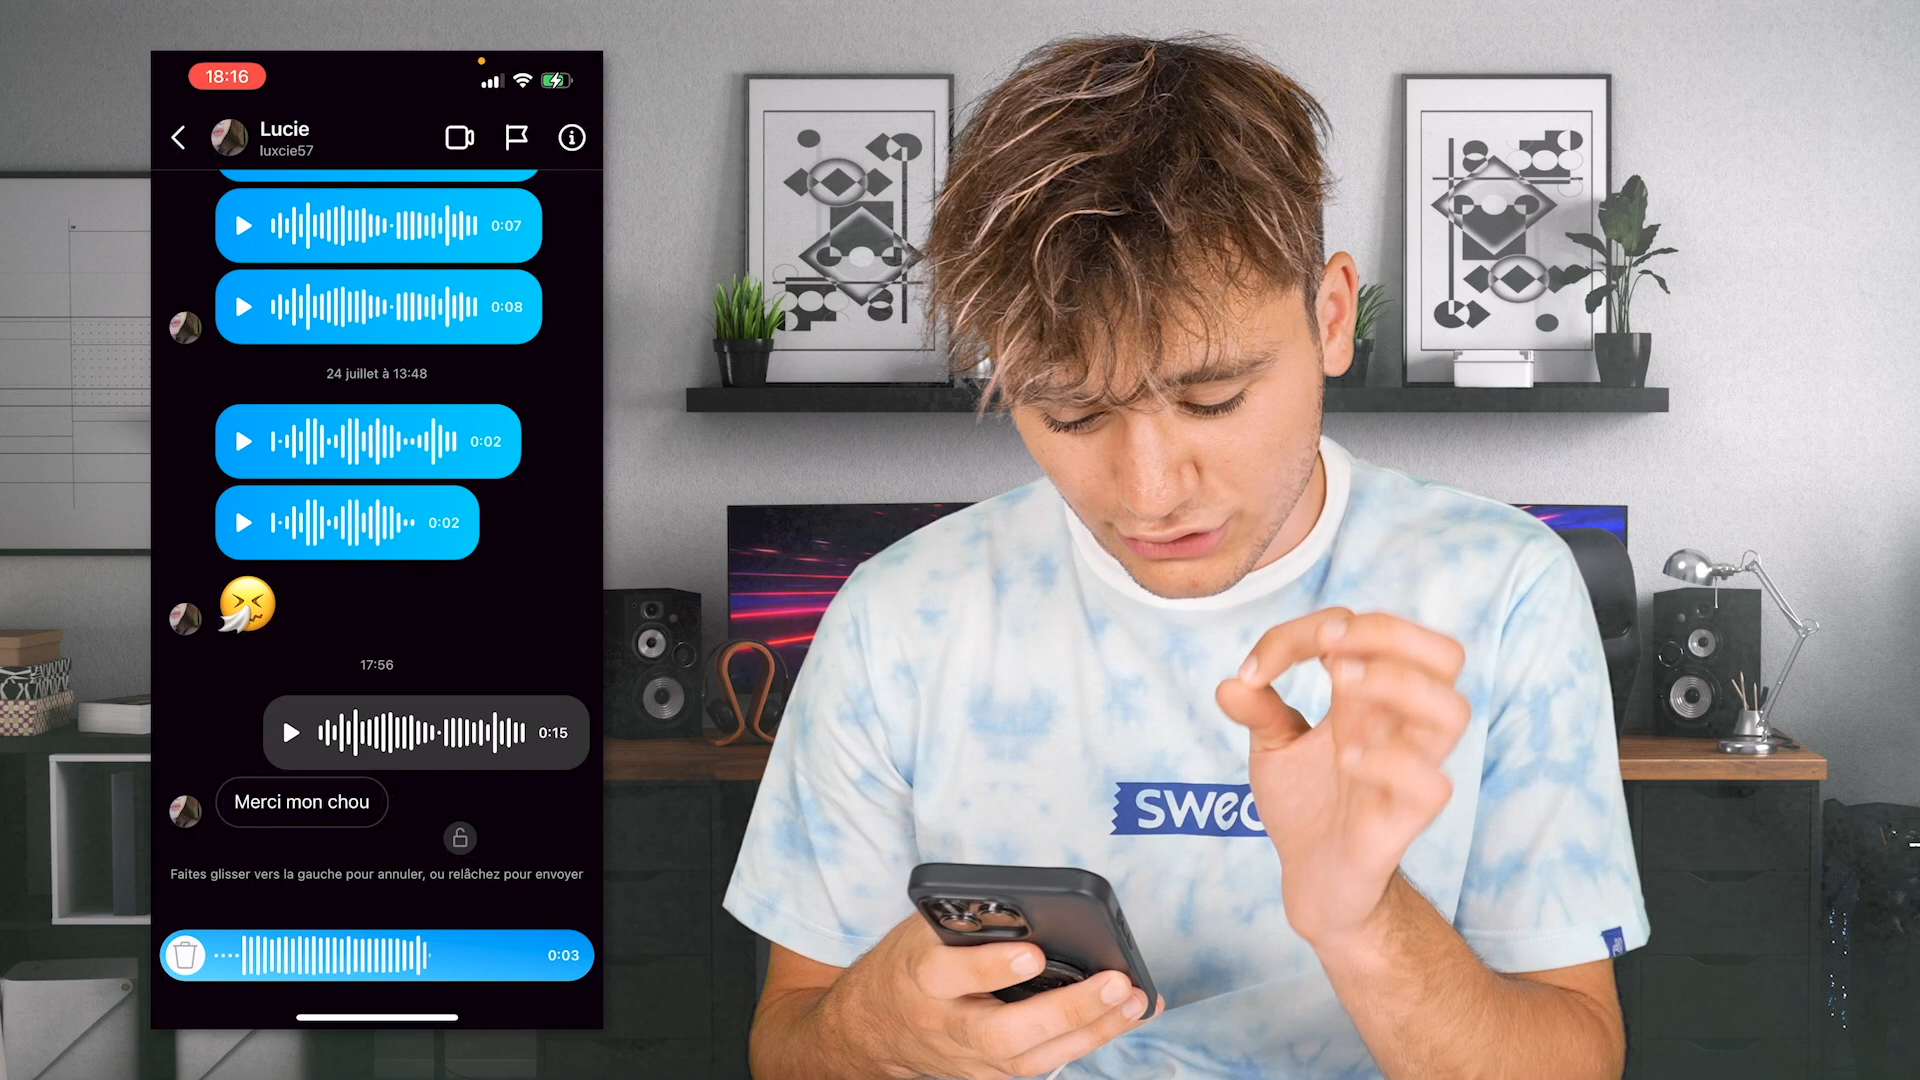 18:16
Lucie
luxcie57
0:07
0:08
24 juillet à 13:48
0:02
0:02
17:56
0:15
Merci mon chou
Faites glisser vers la gauche pour annuler, ou relâchez pour envoyer
0:03